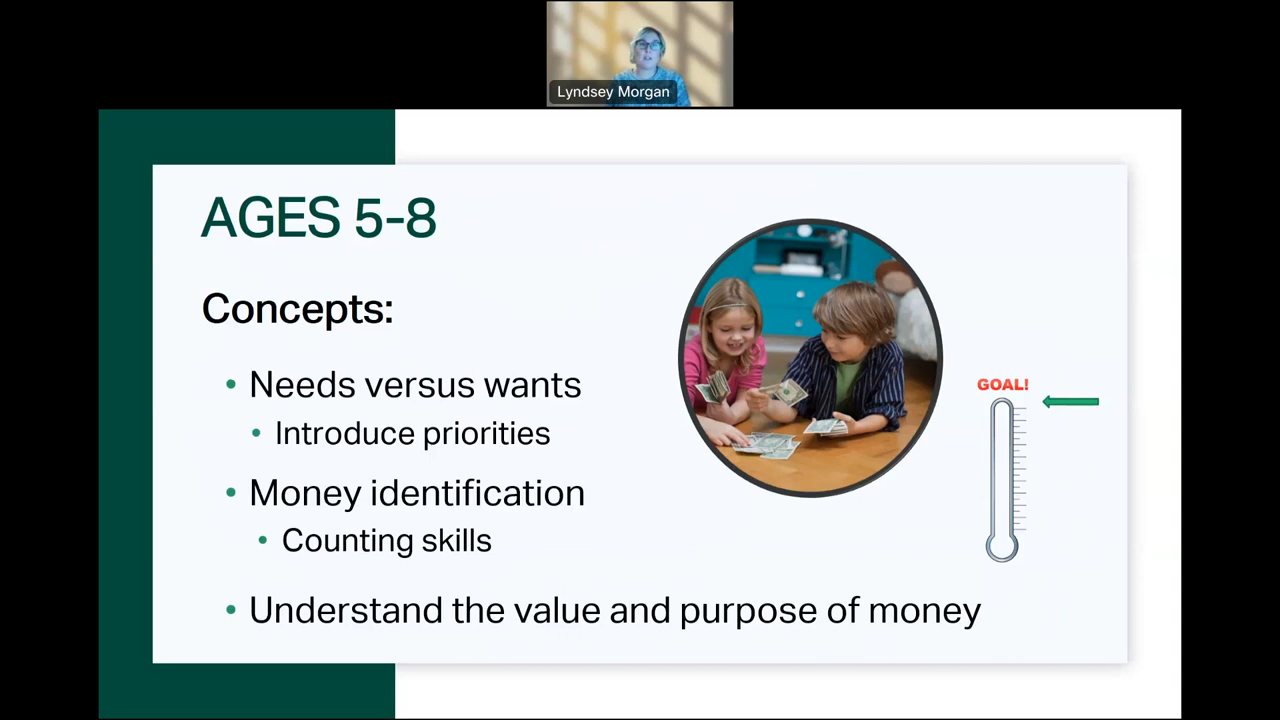 Lyndsey Morgan
AGES 5-8
Concepts:
• Needs versus wants
• Introduce priorities
• Money identification
• Counting skills
• Understand the value and purpose of money
GOAL!